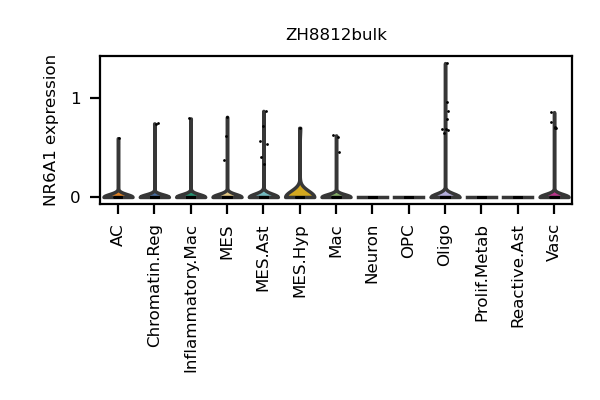 ZH8812bulk
NR6A1 expression
1
0
AC
Chromatin.Reg
Inflammatory.Mac
MES
MES.Ast
MES.Hyp
Mac
Neuron
OPC
Oligo
Prolif.Metab
Reactive.Ast
Vasc